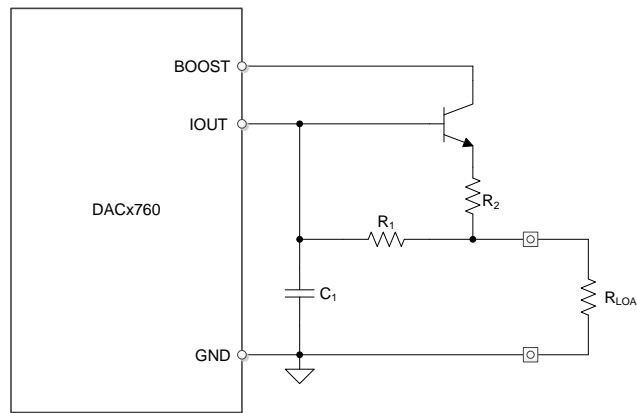 BOOST
IOUT
DACx760
R2
R1
C1
RLOA
GND